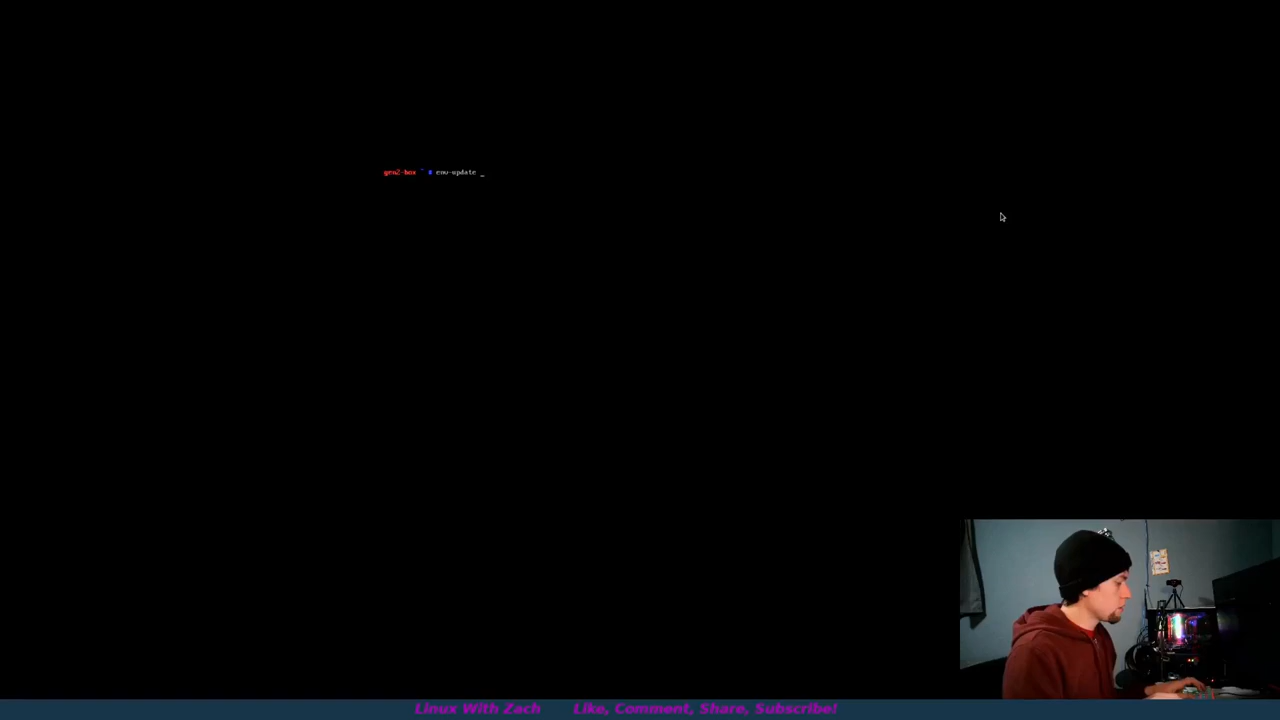 gen2-box ~ # env-update _
Linux With Zach Like, Comment, Share, Subscribe!